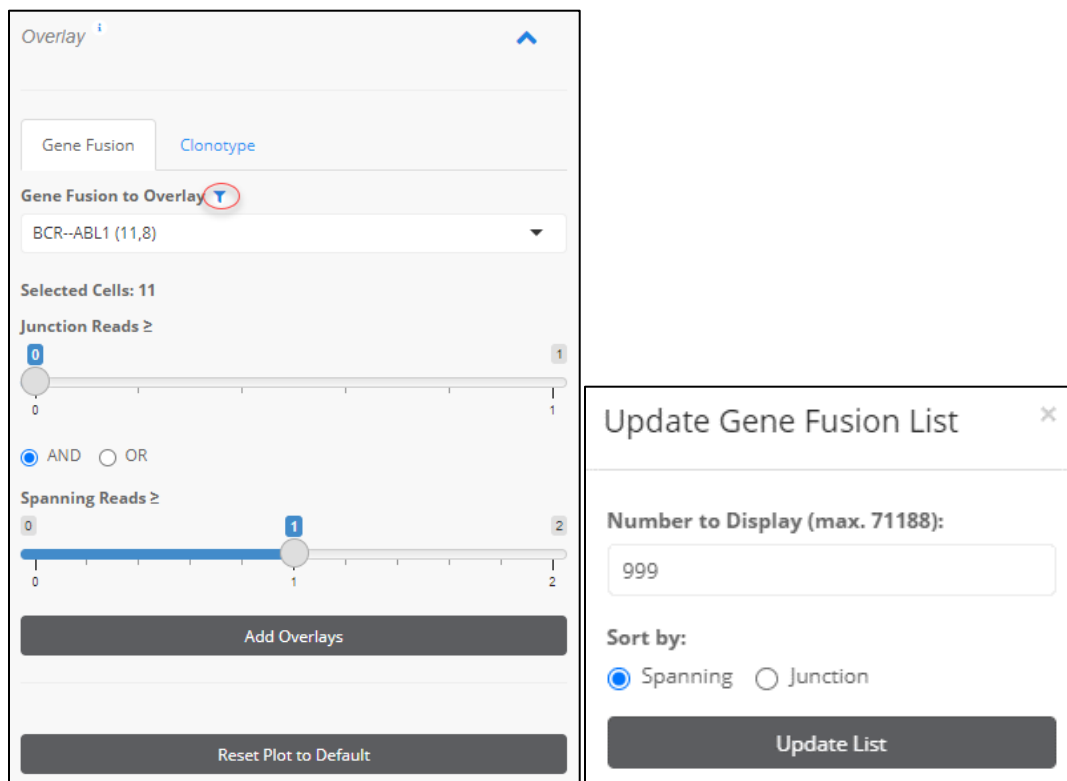 Overlay i
Gene Fusion Clonotype
Gene Fusion to Overlay
BCR--ABL1 (11,8)
Selected Cells: 11
Junction Reads ≥
0 1
0 1
AND OR
Spanning Reads ≥
0 1 2
0 1 2
Add Overlays
Reset Plot to Default
Update Gene Fusion List ×
Number to Display (max. 71188):
999
Sort by:
Spanning Junction
Update List